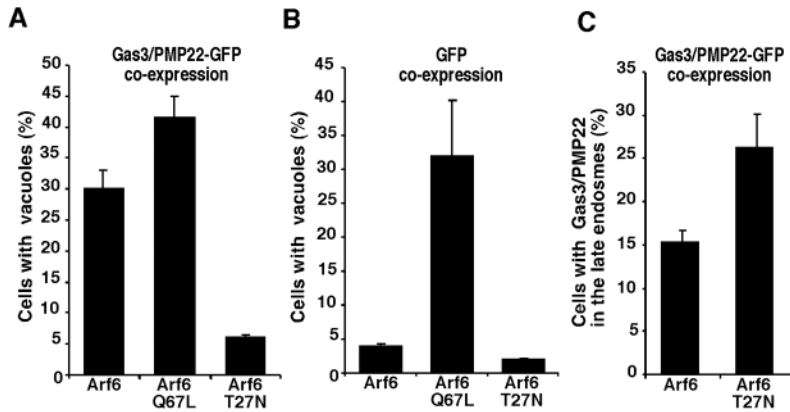 A
Gas3/PMP22-GFP
co-expression
Cells with vacuoles (%)
50
45
40
35
30
25
20
15
10
5
0
Arf6
Arf6
Q67L
Arf6
T27N
B
GFP
co-expression
Cells with vacuoles (%)
45
40
35
30
25
20
15
10
5
0
Arf6
Arf6
Q67L
Arf6
T27N
C
Gas3/PMP22-GFP
co-expression
Cells with Gas3/PMP22
in the late endosmes (%)
35
30
25
20
15
10
5
0
Arf6
Arf6
T27N